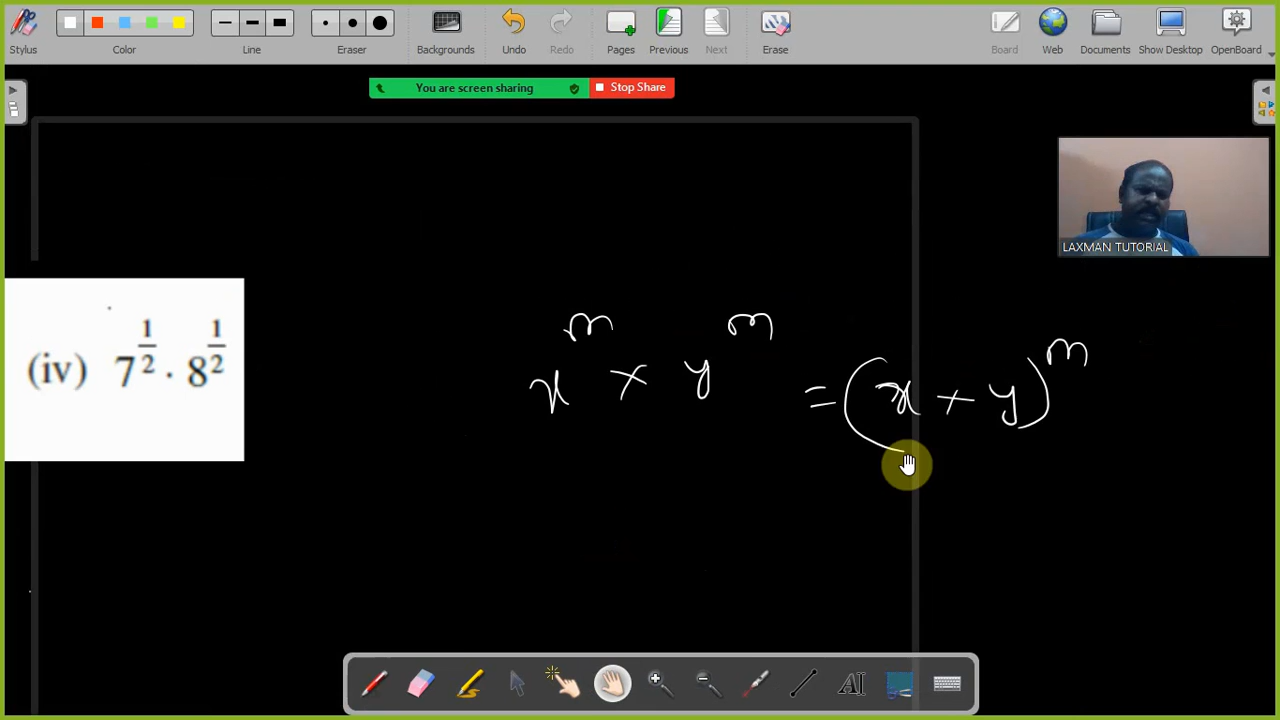 Stylus Color Line Eraser Backgrounds Undo Redo Pages Previous Next Erase Board Web Documents Show Desktop OpenBoard
You are screen sharing Stop Share
LAXMAN TUTORIAL
(iv) 7^{1/2} · 8^{1/2}
x^m × y^m = (x × y)^m
AI